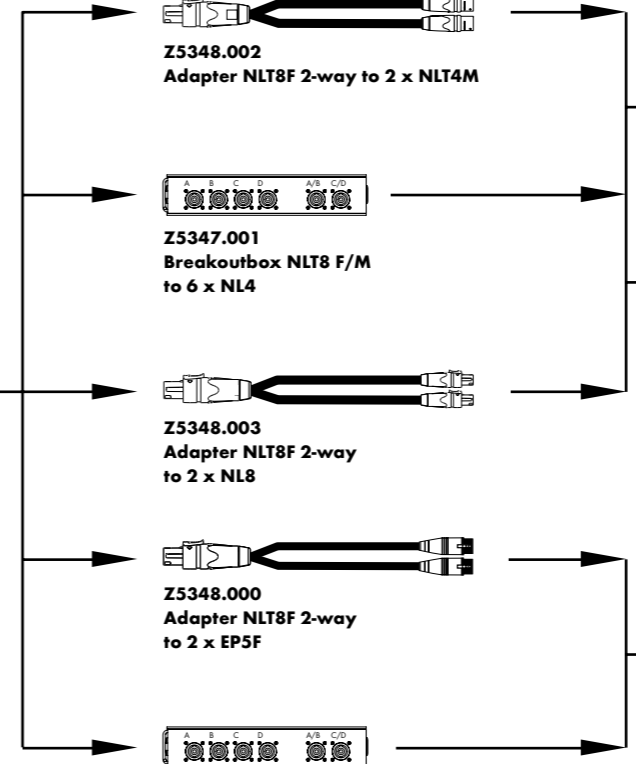 Z5348.002
Adapter NLT8F 2-way to 2 x NLT4M
A B C D A/B C/D
Z5347.001
Breakoutbox NLT8 F/M
to 6 x NL4
Z5348.003
Adapter NLT8F 2-way
to 2 x NL8
Z5348.000
Adapter NLT8F 2-way
to 2 x EP5F
A B C D A/B C/D